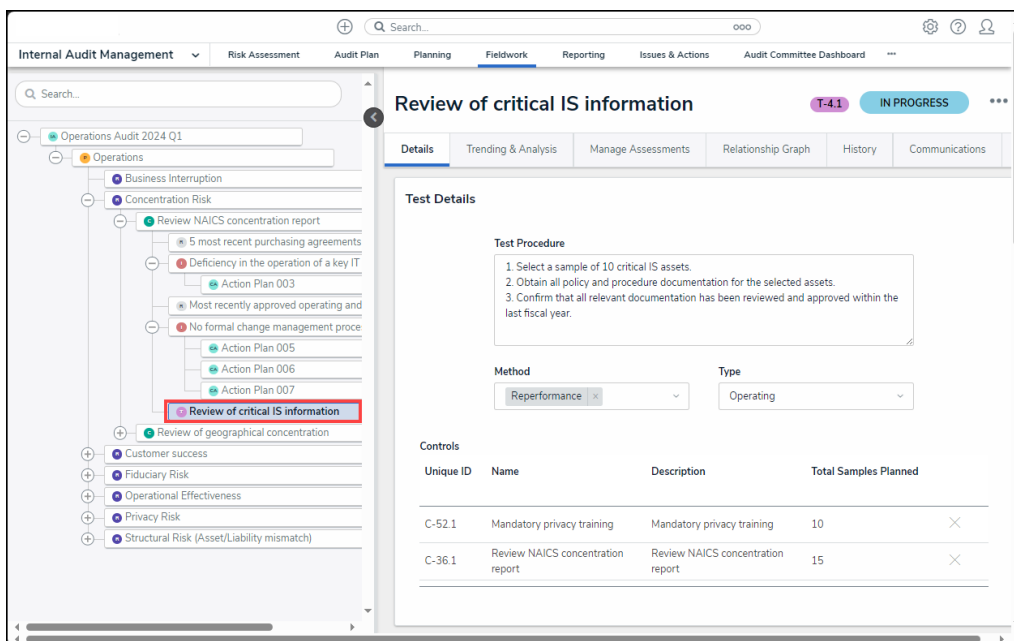 Search...
ooo
Internal Audit Management
Risk Assessment
Audit Plan
Planning
Fieldwork
Reporting
Issues & Actions
Audit Committee Dashboard
Search...
Operations Audit 2024 Q1
Operations
Business Interruption
Concentration Risk
C Review NAICS concentration report
5 most recent purchasing agreements
I Deficiency in the operation of a key IT
CA Action Plan 003
Most recently approved operating and
I No formal change management proce
CA Action Plan 005
CA Action Plan 006
CA Action Plan 007
T Review of critical IS information
C Review of geographical concentration
R Customer success
R Fiduciary Risk
R Operational Effectiveness
R Privacy Risk
R Structural Risk (Asset/Liability mismatch)
Review of critical IS information
T-4.1
IN PROGRESS
Details
Trending & Analysis
Manage Assessments
Relationship Graph
History
Communications
Test Details
Test Procedure
1. Select a sample of 10 critical IS assets.
2. Obtain all policy and procedure documentation for the selected assets.
3. Confirm that all relevant documentation has been reviewed and approved within the
last fiscal year.
Method
Type
Reperformance ×
Operating
Controls
Unique ID Name Description Total Samples Planned
C-52.1 Mandatory privacy training Mandatory privacy training 10
C-36.1 Review NAICS concentration report Review NAICS concentration report 15